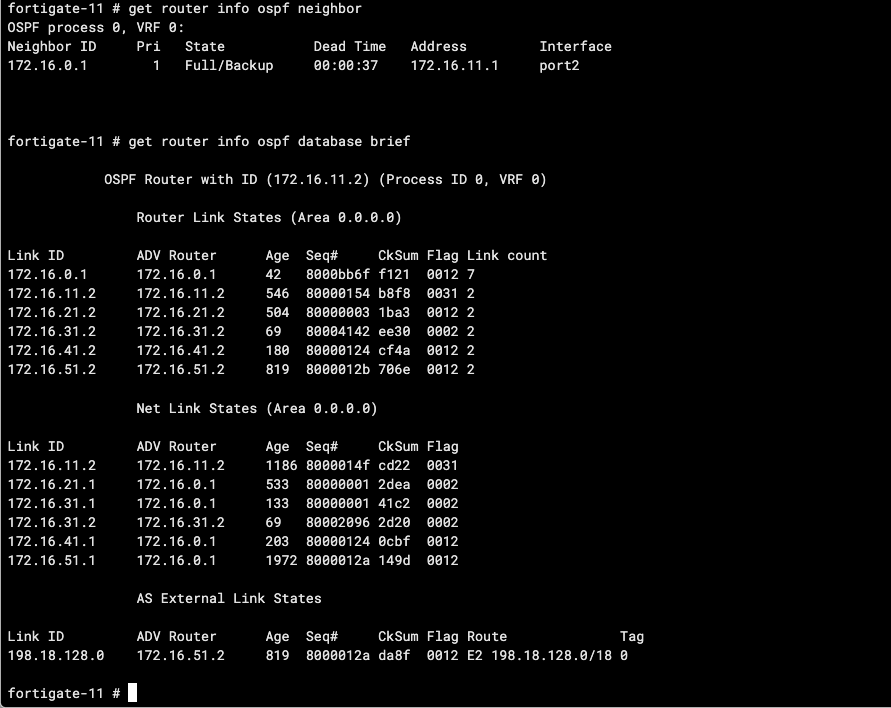 fortigate-11 # get router info ospf neighbor
OSPF process 0, VRF 0:
Neighbor ID     Pri   State           Dead Time   Address         Interface
172.16.0.1        1   Full/Backup     00:00:37    172.16.11.1     port2
fortigate-11 # get router info ospf database brief
OSPF Router with ID (172.16.11.2) (Process ID 0, VRF 0)
Router Link States (Area 0.0.0.0)
Link ID         ADV Router      Age  Seq#     CkSum Flag Link count
172.16.0.1      172.16.0.1      42   8000bb6f f121  0012 7
172.16.11.2     172.16.11.2     546  80000154 b8f8  0031 2
172.16.21.2     172.16.21.2     504  80000003 1ba3  0012 2
172.16.31.2     172.16.31.2     69   80004142 ee30  0002 2
172.16.41.2     172.16.41.2     180  80000124 cf4a  0012 2
172.16.51.2     172.16.51.2     819  8000012b 706e  0012 2
Net Link States (Area 0.0.0.0)
Link ID         ADV Router      Age  Seq#     CkSum Flag
172.16.11.2     172.16.11.2     1186 8000014f cd22  0031
172.16.21.1     172.16.0.1      533  80000001 2dea  0002
172.16.31.1     172.16.0.1      133  80000001 41c2  0002
172.16.31.2     172.16.31.2     69   80002096 2d20  0002
172.16.41.1     172.16.0.1      203  80000124 0cbf  0012
172.16.51.1     172.16.0.1      1972 8000012a 149d  0012
AS External Link States
Link ID         ADV Router      Age  Seq#     CkSum Flag Route              Tag
198.18.128.0    172.16.51.2     819  8000012a da8f  0012 E2 198.18.128.0/18 0
fortigate-11 #